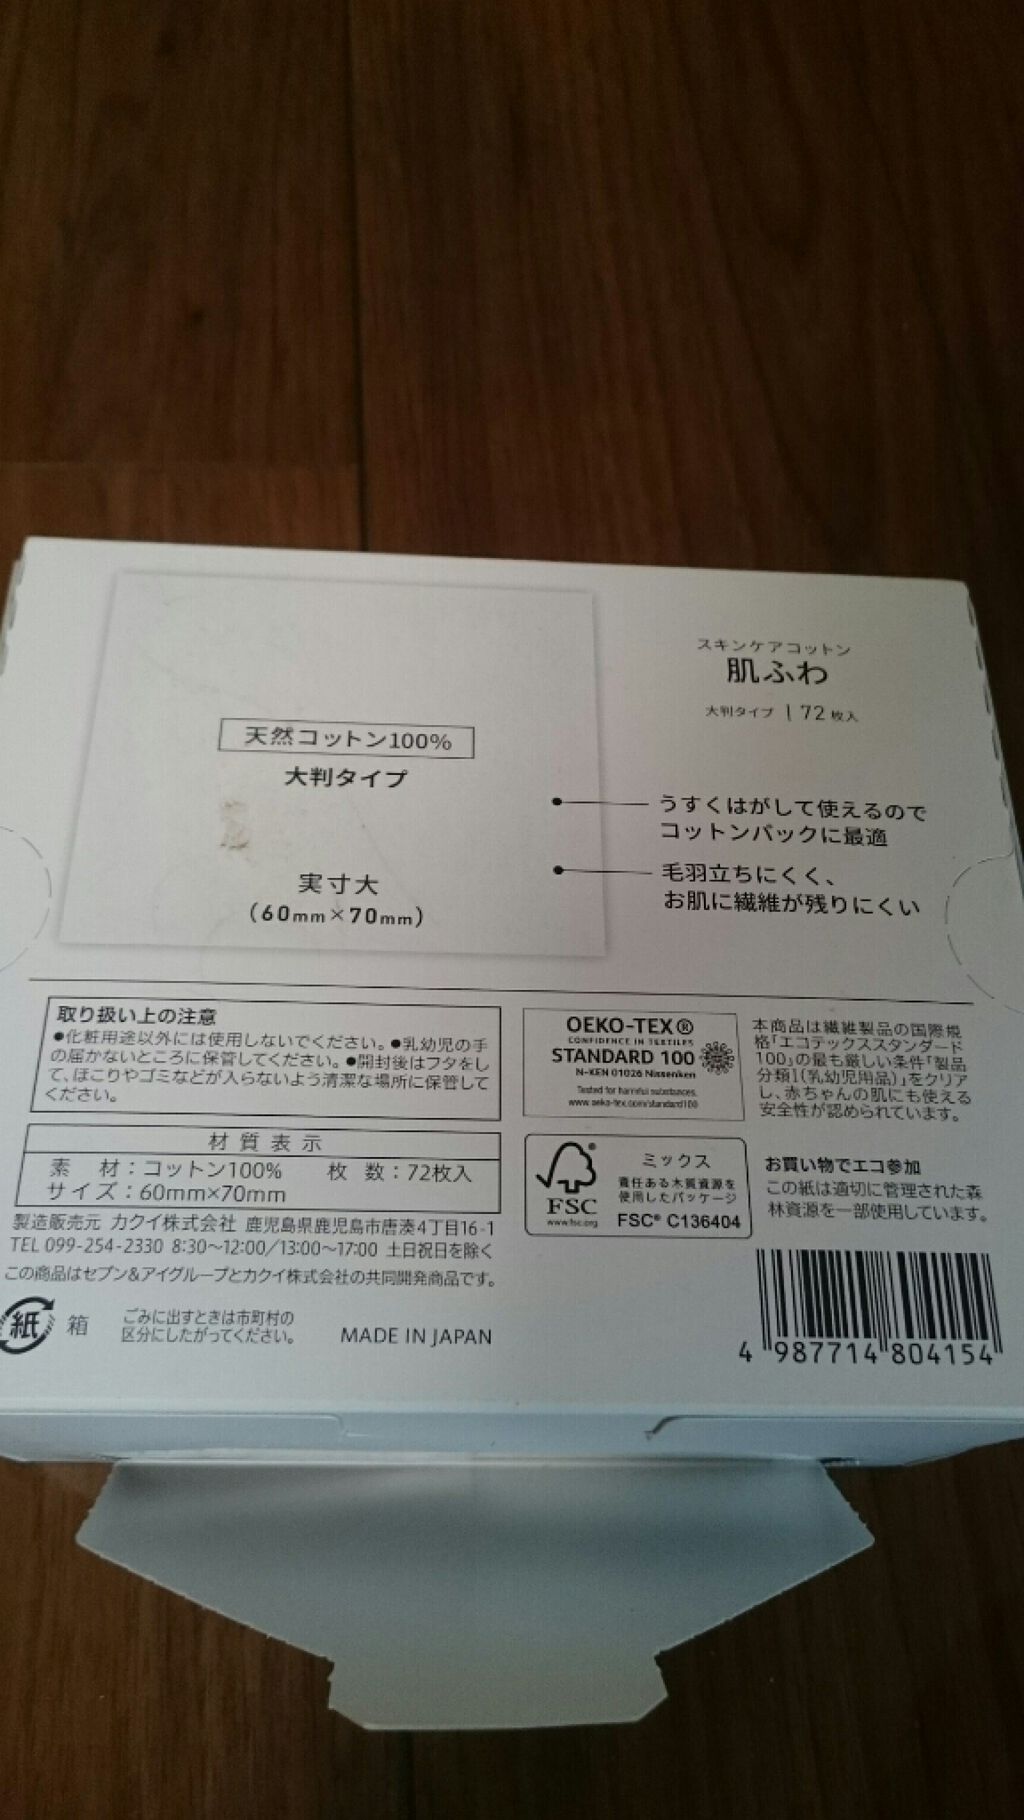 スキンケアコットン
肌ふわ
大判タイプ | 72枚入
天然コットン100%
大判タイプ
実寸大
(60mm×70mm)
うすくはがして使えるので
コットンパックに最適
毛羽立ちにくく、
お肌に繊維が残りにくい
取り扱い上の注意
●化粧用途以外には使用しないでください。●乳幼児の手
の届かないところに保管してください。●開封後はフタをし
て、ほこりやゴミなどが入らないよう清潔な場所に保管して
ください。
材質表示
素 材:コットン100% 枚 数:72枚入
サイズ:60mm×70mm
製造販売元 カクイ株式会社 鹿児島県鹿児島市唐湊4丁目16-1
TEL 099-254-2330 8:30～12:00/13:00～17:00 土日祝日を除く
この商品はセブン&アイグループとカクイ株式会社の共同開発商品です。
紙 箱
ごみに出すときは市町村の
区分にしたがってください。
MADE IN JAPAN
OEKO-TEX®
CONFIDENCE IN TEXTILES
STANDARD 100
N-KEN 01026 Nissenken
Tested for harmful substances.
www.oeko-tex.com/standard100
本商品は繊維製品の国際規
格「エコテックススタンダード
100」の最も厳しい条件「製品
分類I(乳幼児用品)」をクリア
し、赤ちゃんの肌にも使える
安全性が認められています。
FSC
www.fsc.org
ミックス
責任ある木質資源を
使用したパッケージ
FSC® C136404
お買い物でエコ参加
この紙は適切に管理された森
林資源を一部使用しています。
4 987714 804154